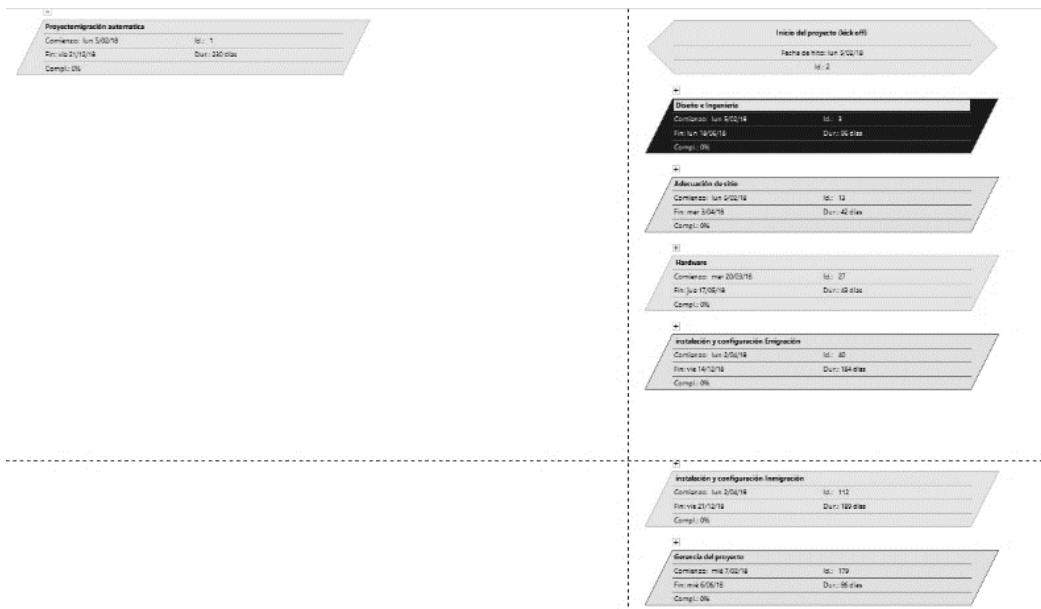 Proyectomigración automatica
Comienzo: lun 5/02/18 Id.: 1
Fin: vie 21/12/18 Dur.: 230 días
Compl.: 0%
Inicio del proyecto (kick off)
Fecha de hito: lun 5/02/18
Id.: 2
Diseño e Ingeniería
Comienzo: lun 5/02/18 Id.: 3
Fin: lun 18/06/18 Dur.: 96 días
Compl.: 0%
Adecuación de sitio
Comienzo: lun 5/02/18 Id.: 13
Fin: mar 3/04/18 Dur.: 42 días
Compl.: 0%
Hardware
Comienzo: mar 20/03/18 Id.: 27
Fin: jue 17/05/18 Dur.: 43 días
Compl.: 0%
instalación y configuración Emigración
Comienzo: lun 2/04/18 Id.: 40
Fin: vie 14/12/18 Dur.: 184 días
Compl.: 0%
instalación y configuración Inmigración
Comienzo: lun 2/04/18 Id.: 112
Fin: vie 21/12/18 Dur.: 189 días
Compl.: 0%
Gerencia del proyecto
Comienzo: mié 7/02/18 Id.: 179
Fin: mié 6/06/18 Dur.: 86 días
Compl.: 0%